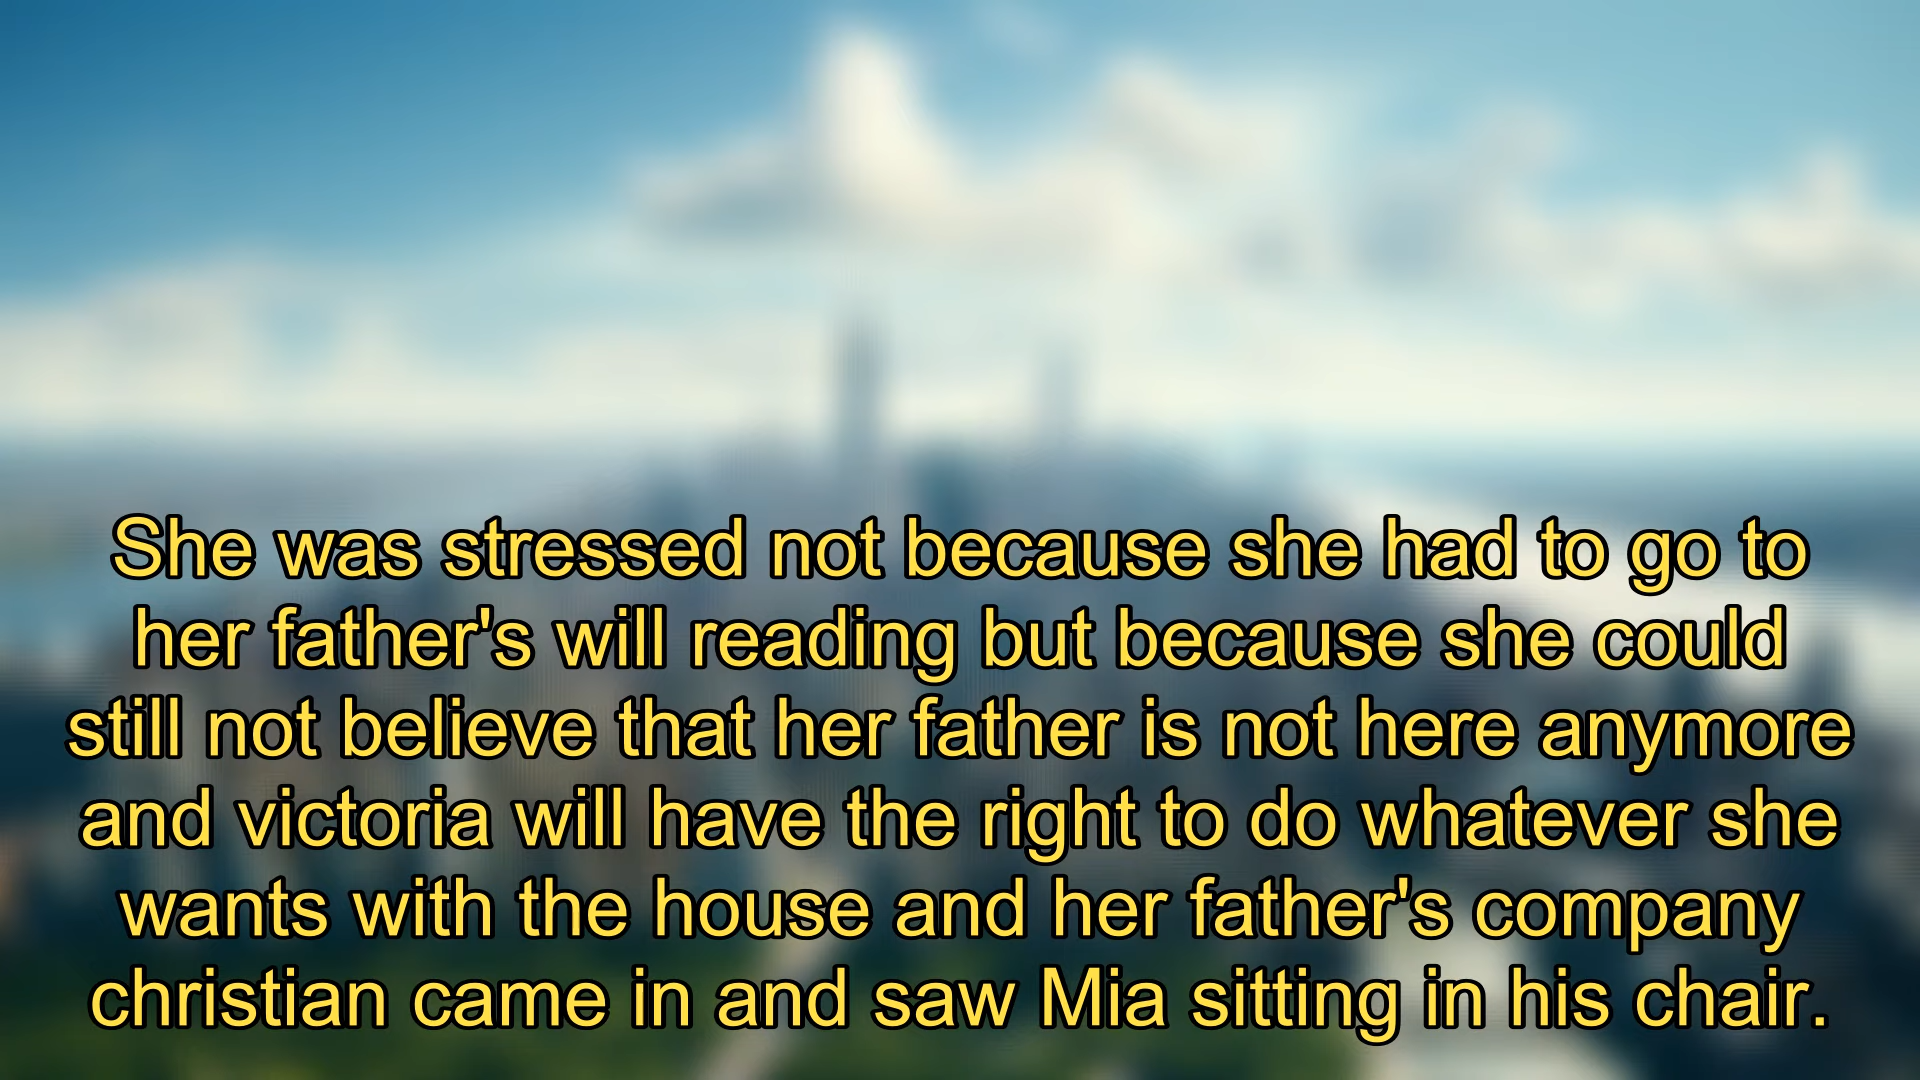 She was stressed not because she had to go to
her father's will reading but because she could
still not believe that her father is not here anymore
and victoria will have the right to do whatever she
wants with the house and her father's company
christian came in and saw Mia sitting in his chair.